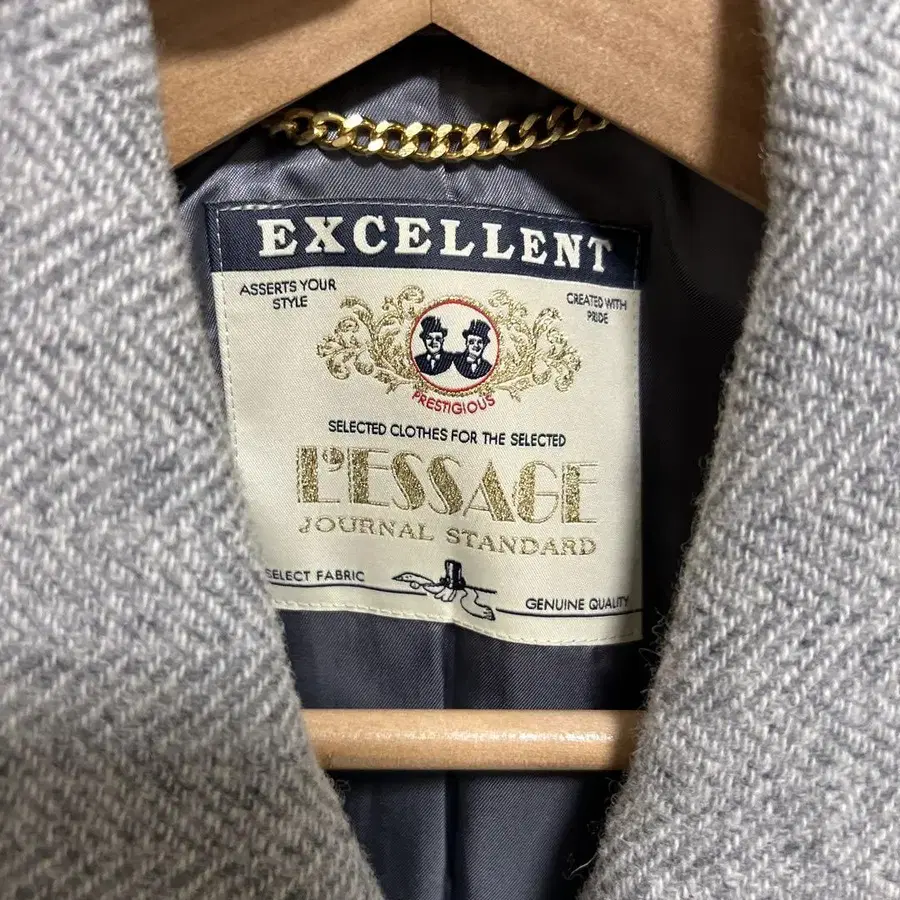 EXCELLENT
ASSERTS YOUR
STYLE
CREATED WITH
PRIDE
PRESTIGIOUS
SELECTED CLOTHES FOR THE SELECTED
L'ESSAGE
JOURNAL STANDARD
SELECT FABRIC
GENUINE QUALITY